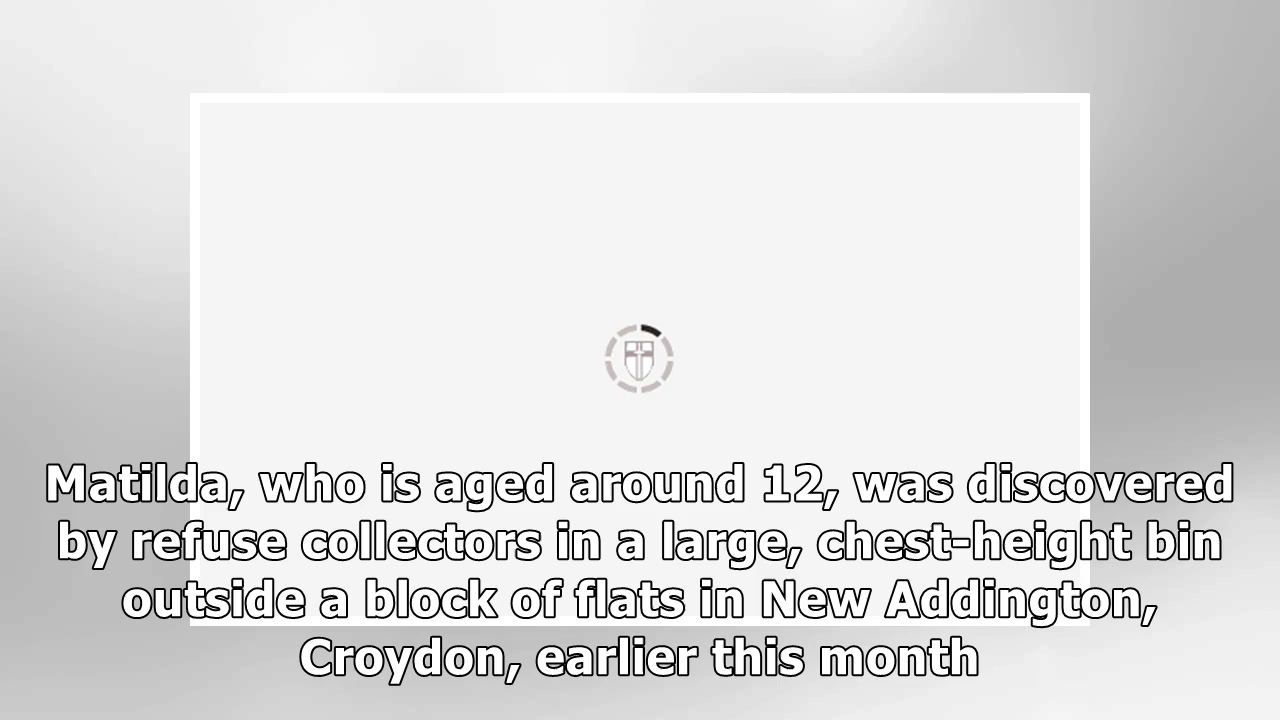 Matilda, who is aged around 12, was discovered
by refuse collectors in a large, chest-height bin
outside a block of flats in New Addington,
Croydon, earlier this month